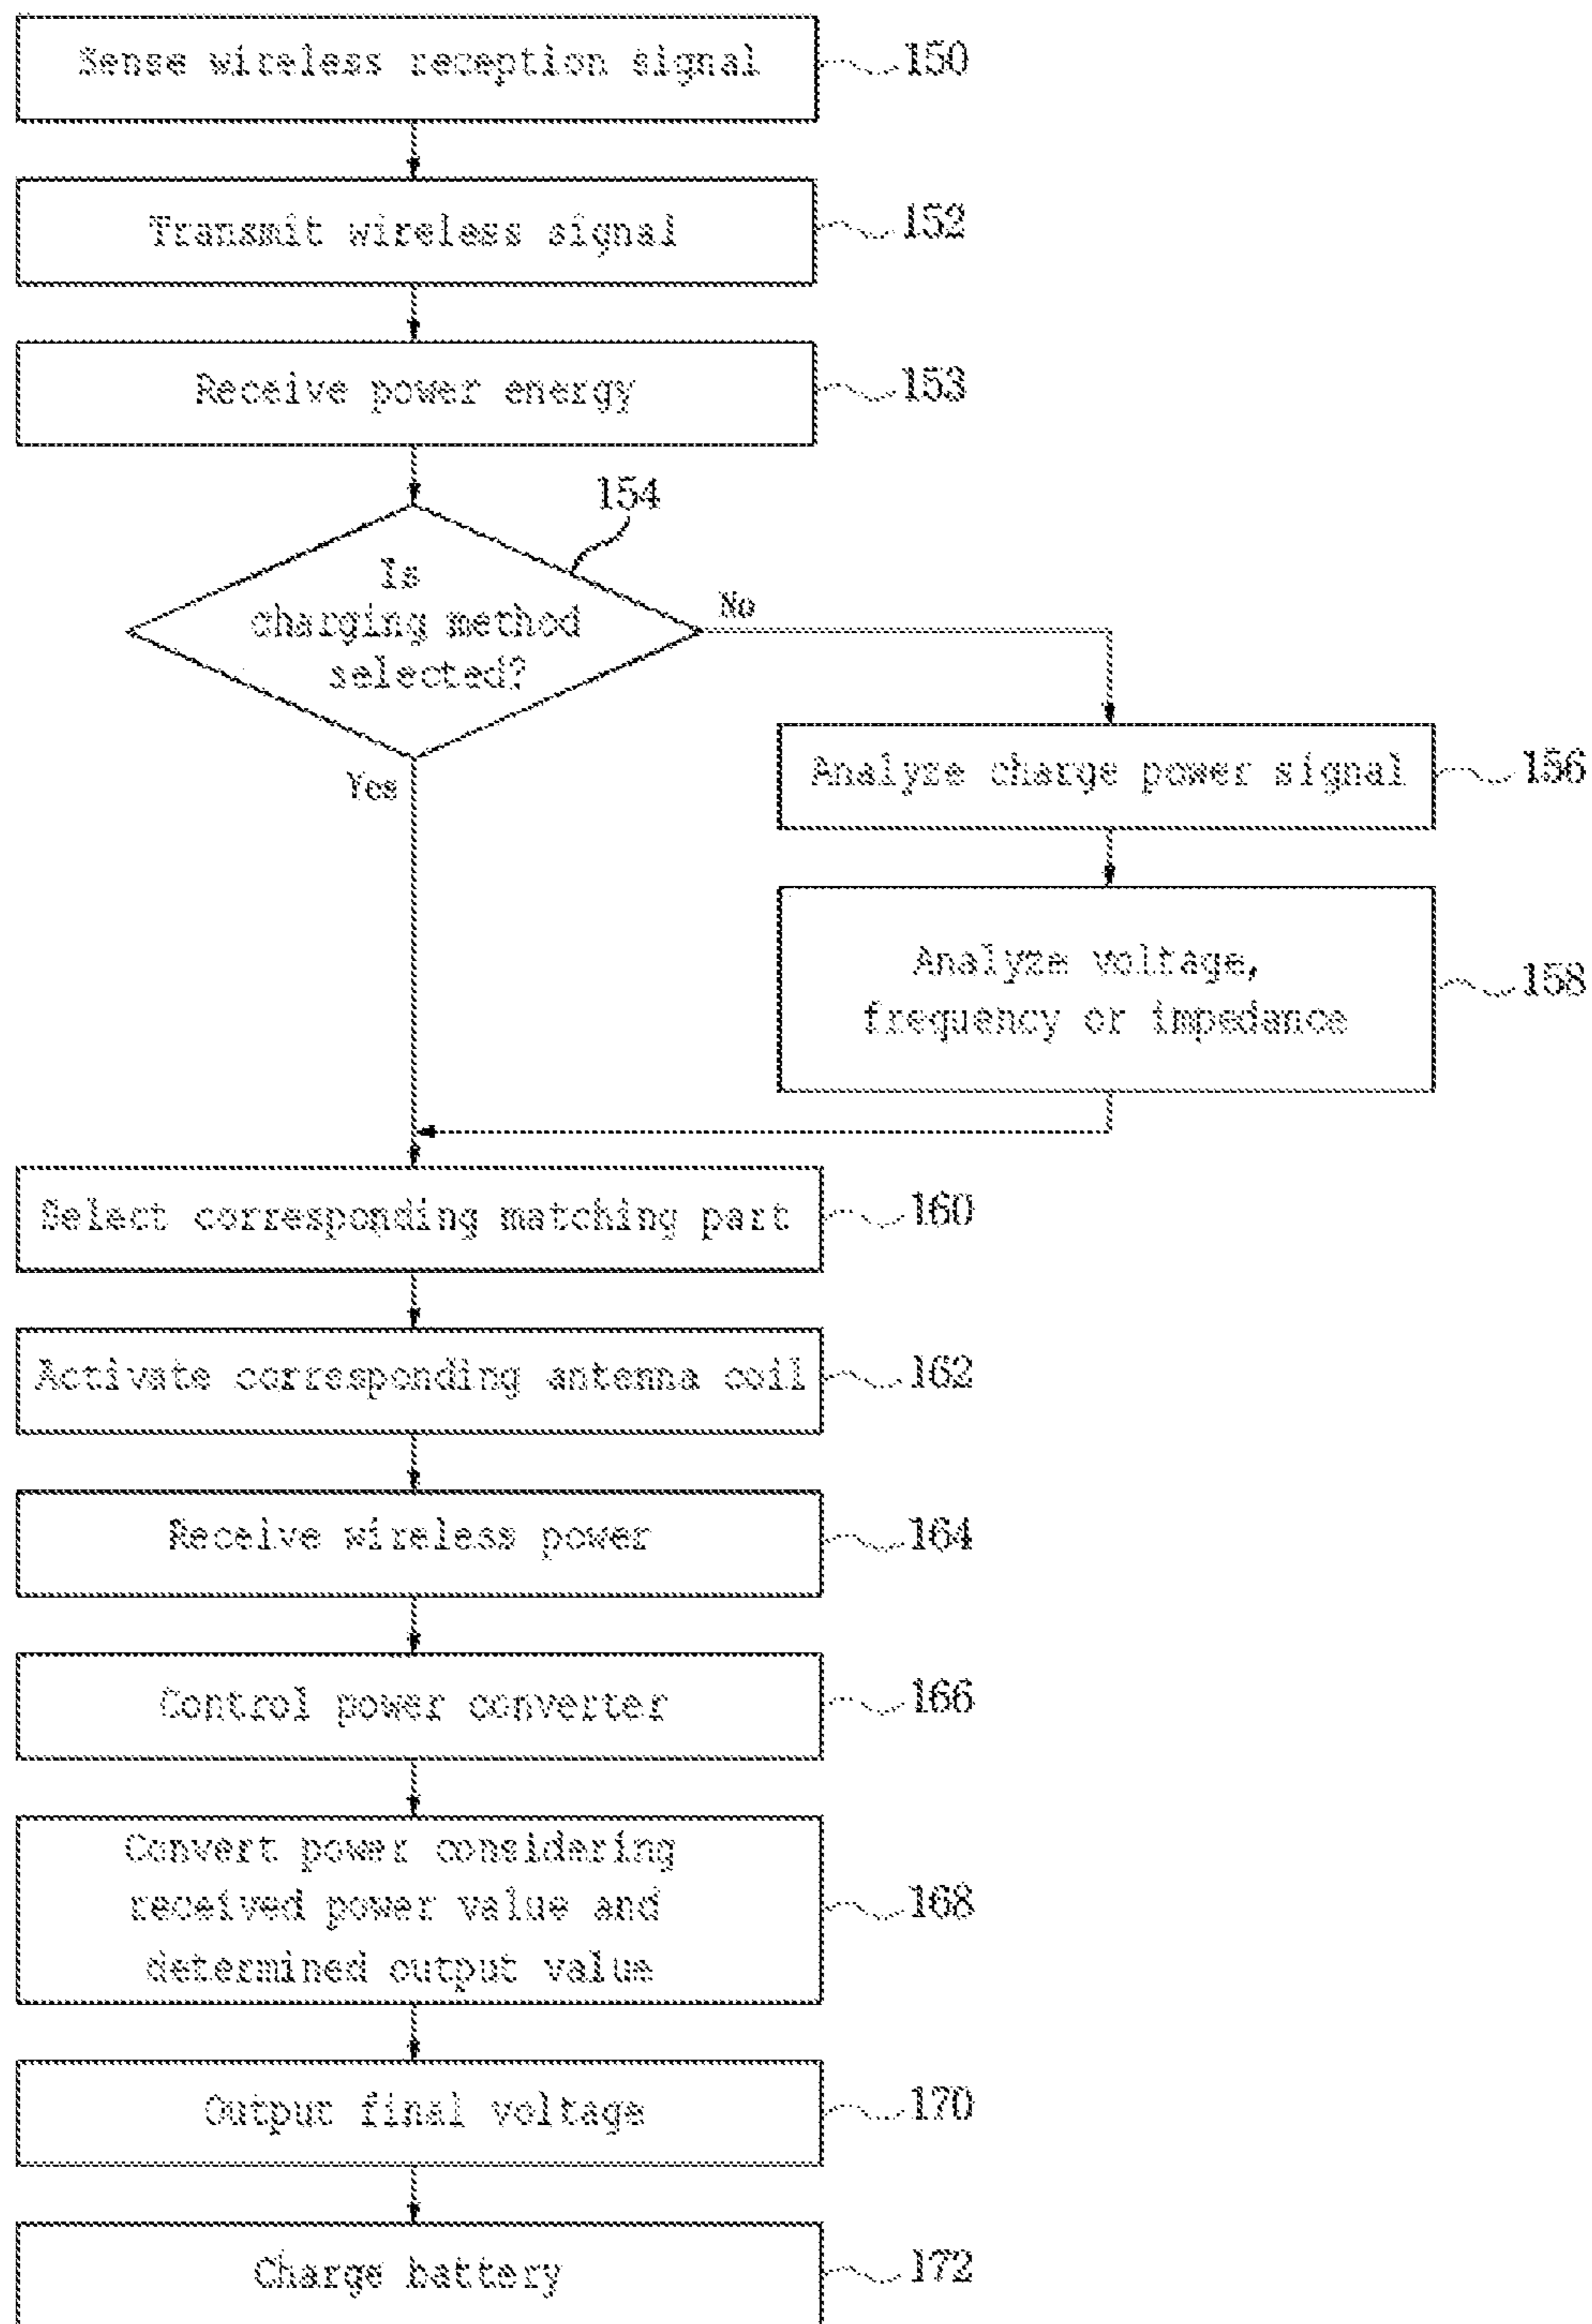 Sense wireless reception signal
150
Transmit wireless signal
152
Receive power energy
153
154
Is
charging method
selected?
No
Yes
Analyze charge power signal
156
Analyze voltage,
frequency or impedance
158
Select corresponding matching part
160
Activate corresponding antenna coil
162
Receive wireless power
164
Control power converter
166
Convert power considering
received power value and
determined output value
168
Output final voltage
170
Charge battery
172